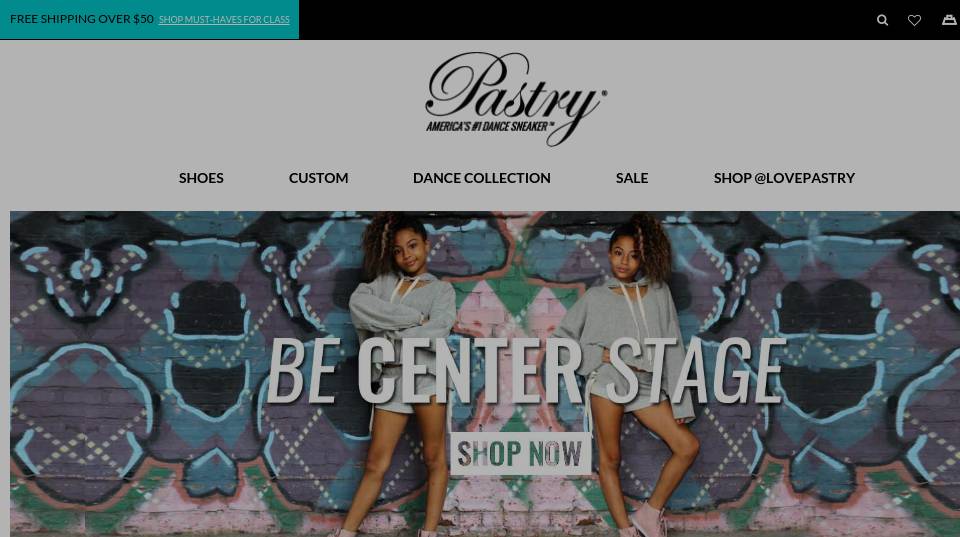 FREE SHIPPING OVER $50 SHOP MUST-HAVES FOR CLASS
Pastry®
AMERICA'S #1 DANCE SNEAKER™
SHOES CUSTOM DANCE COLLECTION SALE SHOP @LOVEPASTRY
BE CENTER STAGE
SHOP NOW